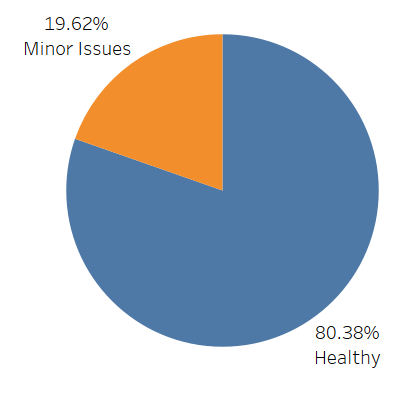 19.62%
Minor Issues
80.38%
Healthy